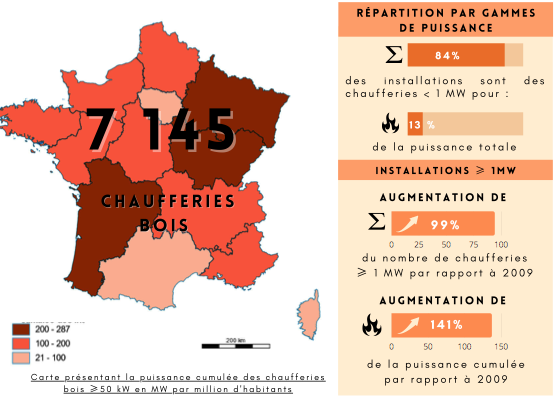 7 145
CHAUFFERIES
BOIS
200 - 287
100 - 200
21 - 100
200 km
Carte présentant la puissance cumulée des chaufferies
bois ⩾50 kW en MW par million d'habitants
RÉPARTITION PAR GAMMES
DE PUISSANCE
Σ 84%
des installations sont des
chaufferies < 1 MW pour :
13 %
de la puissance totale
INSTALLATIONS ⩾ 1MW
AUGMENTATION DE
Σ 99%
0 25 50 75 100
du nombre de chaufferies
⩾ 1 MW par rapport à 2009
AUGMENTATION DE
141%
0 50 100 150
de la puissance cumulée
par rapport à 2009